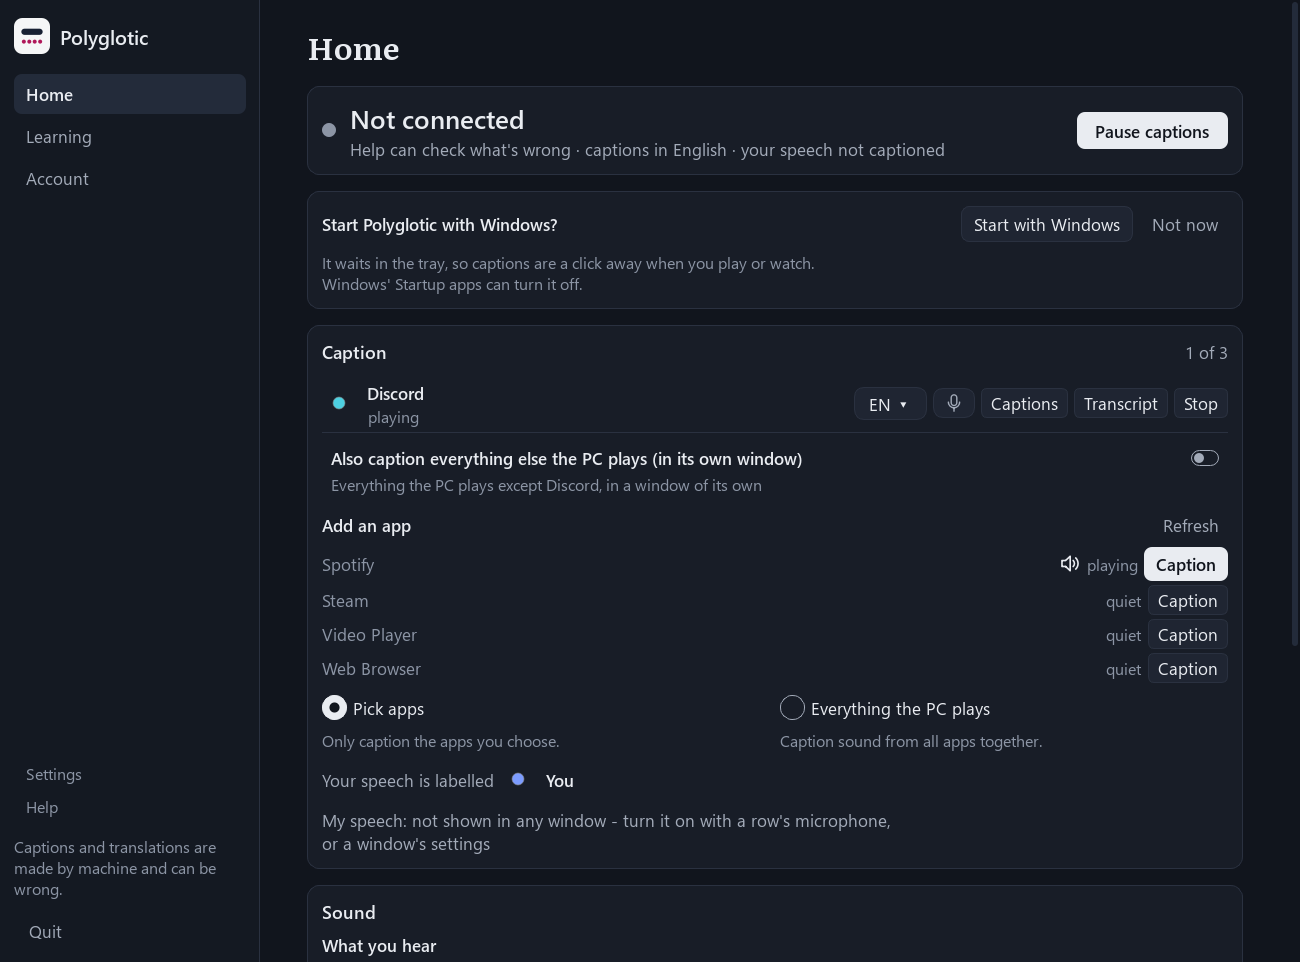 Polyglotic
Home
Learning
Account
Settings
Help
Captions and translations are
made by machine and can be
wrong.
Quit
Home
Not connected
Help can check what's wrong · captions in English · your speech not captioned
Pause captions
Start Polyglotic with Windows?
Start with Windows
Not now
It waits in the tray, so captions are a click away when you play or watch.
Windows' Startup apps can turn it off.
Caption
1 of 3
Discord
playing
EN
Captions
Transcript
Stop
Also caption everything else the PC plays (in its own window)
Everything the PC plays except Discord, in a window of its own
Add an app
Refresh
Spotify
playing
Caption
Steam
quiet
Caption
Video Player
quiet
Caption
Web Browser
quiet
Caption
Pick apps
Only caption the apps you choose.
Everything the PC plays
Caption sound from all apps together.
Your speech is labelled
You
My speech: not shown in any window - turn it on with a row's microphone,
or a window's settings
Sound
What you hear